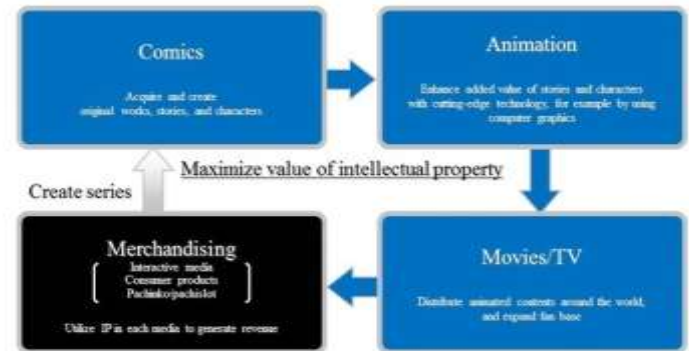 Comics
Acquire and create
original works, stories, and characters
Animation
Enhance added value of stories and characters
with cutting-edge technology, for example by using
computer graphics
Maximize value of intellectual property
Create series
Merchandising
Interactive media
Consumer products
Pachinko/pachislot
Utilize IP in each media to generate revenue
Movies/TV
Distribute animated contents around the world,
and expand fan base